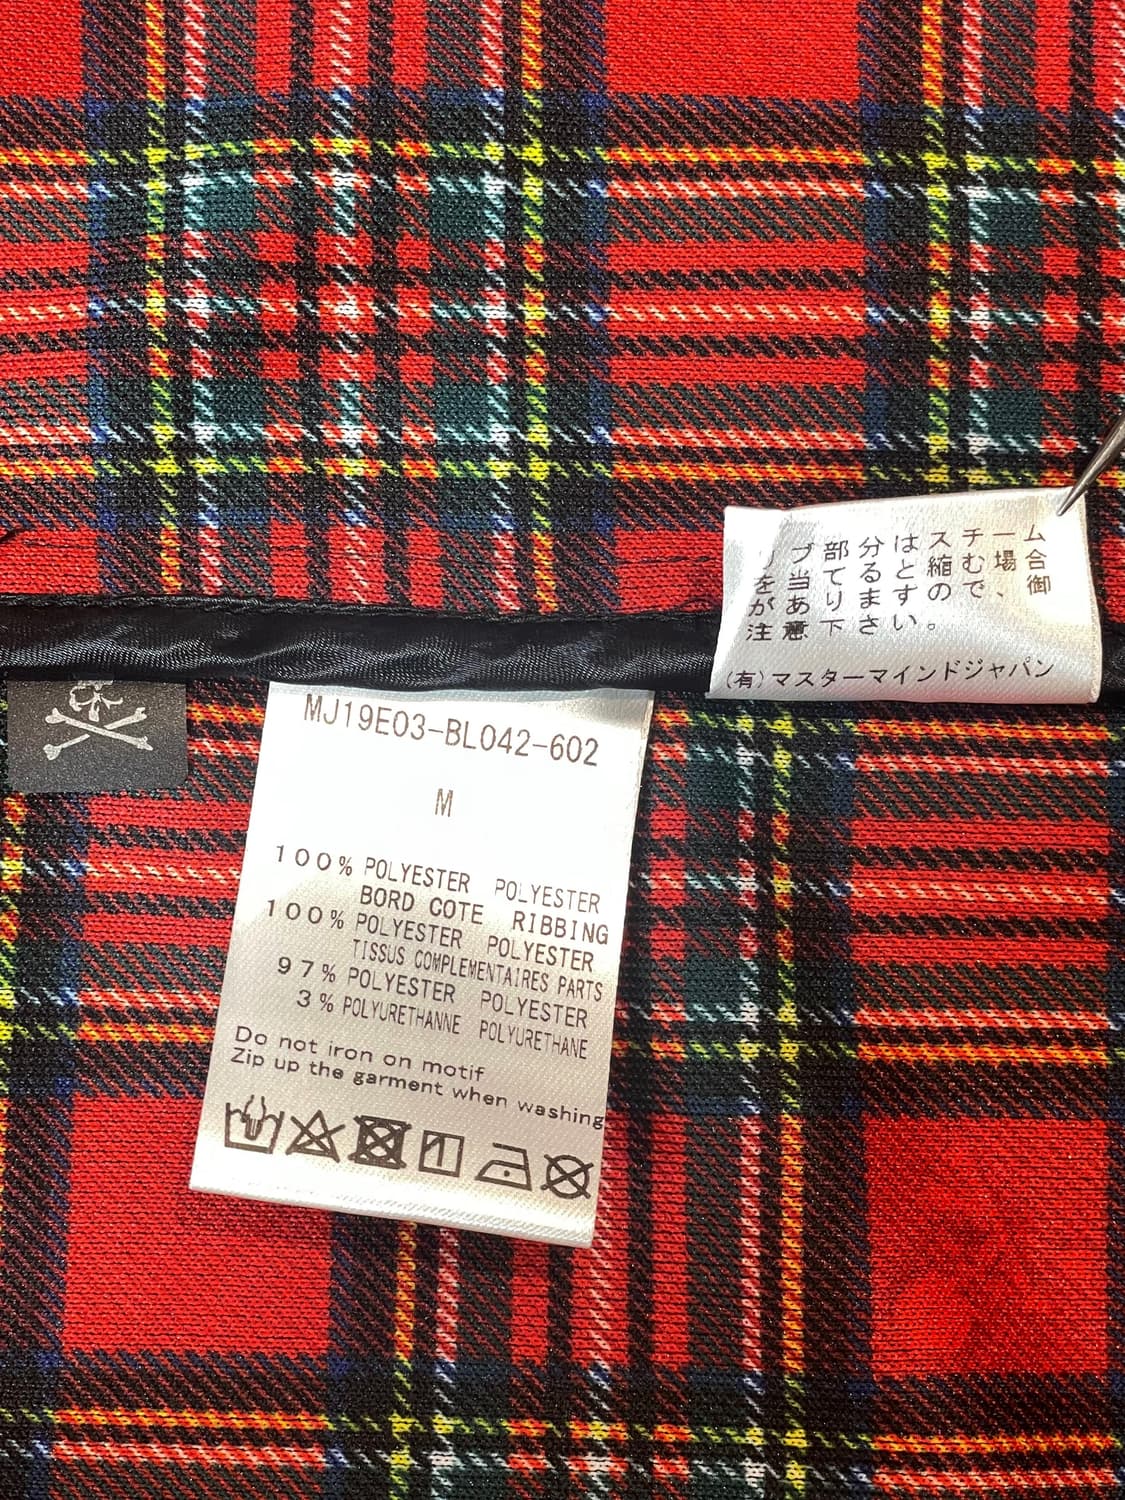 リブ部分はスチーム
を当てると縮む場合
がありますので、御
注意下さい。
(有)マスターマインドジャパン
MJ19E03-BL042-602
M
100% POLYESTER POLYESTER
BORD COTE RIBBING
100% POLYESTER POLYESTER
TISSUS COMPLEMENTAIRES PARTS
97% POLYESTER POLYESTER
3% POLYURETHANNE POLYURETHANE
Do not iron on motif
Zip up the garment when washing